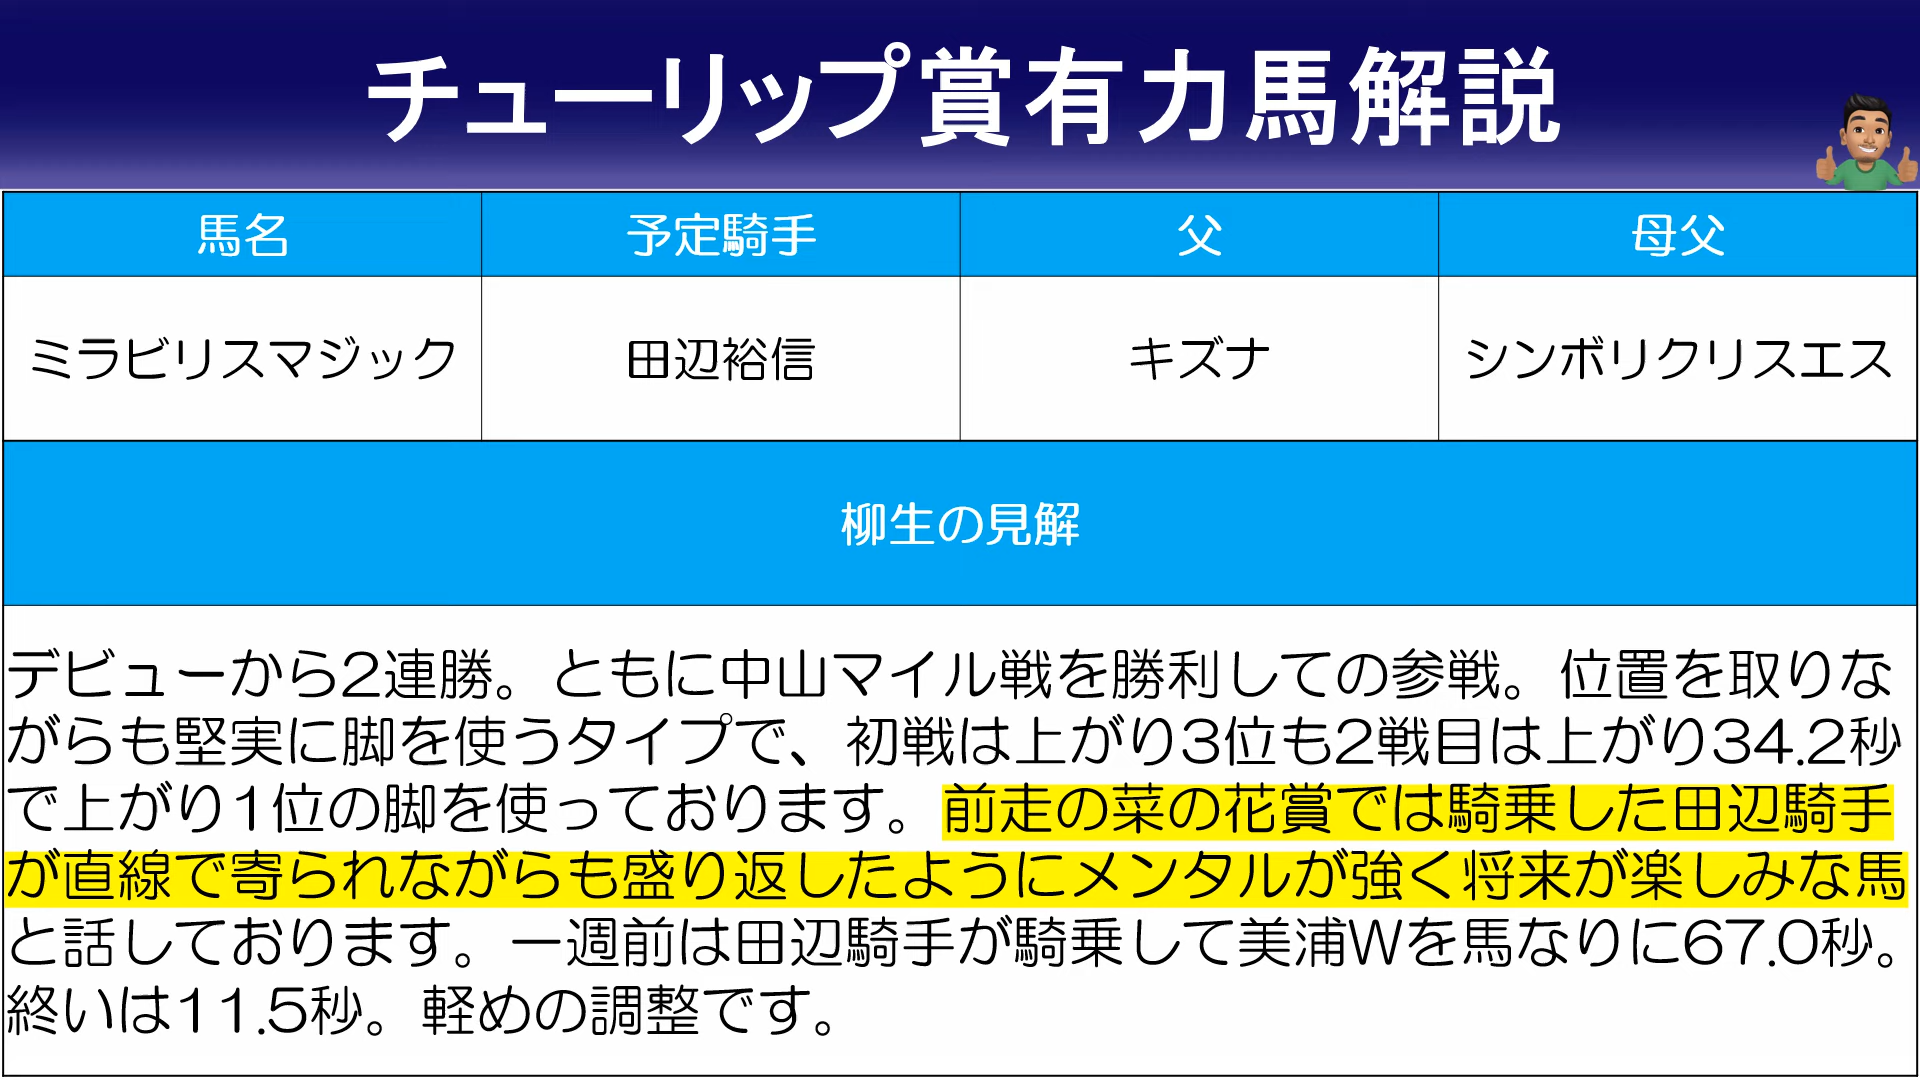 チューリップ賞有力馬解説
馬名 予定騎手 父 母父
ミラビリスマジック 田辺裕信 キズナ シンボリクリスエス
柳生の見解
デビューから2連勝。ともに中山マイル戦を勝利しての参戦。位置を取りな
がらも堅実に脚を使うタイプで、初戦は上がり3位も2戦目は上がり34.2秒
で上がり1位の脚を使っております。前走の菜の花賞では騎乗した田辺騎手
が直線で寄られながらも盛り返したようにメンタルが強く将来が楽しみな馬
と話しております。一週前は田辺騎手が騎乗して美浦Wを馬なりに67.0秒。
終いは11.5秒。軽めの調整です。